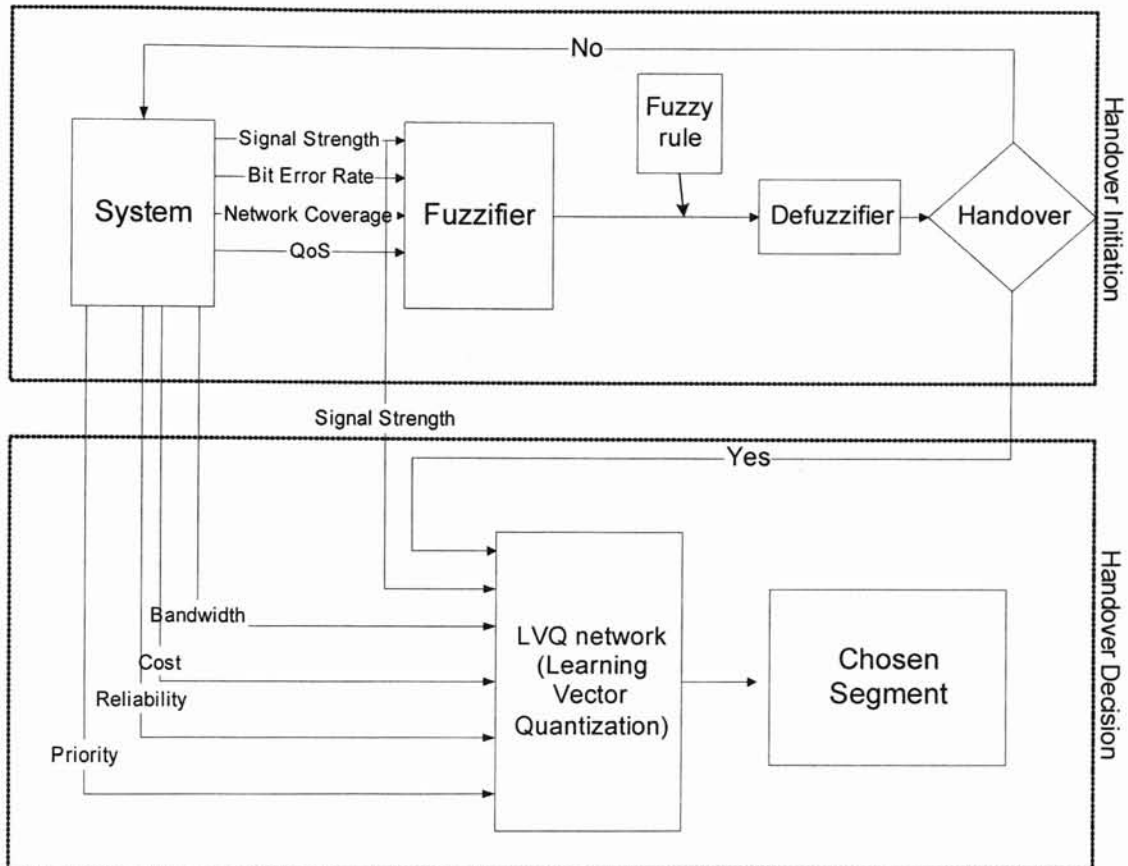 No
Handover Initiation
Fuzzy
rule
Signal Strength
Bit Error Rate
System
Network Coverage
Fuzzifier
Defuzzifier
Handover
QoS
Signal Strength
Yes
Handover Decision
Bandwidth
LVQ network
(Learning
Vector
Quantization)
Chosen
Segment
Cost
Reliability
Priority